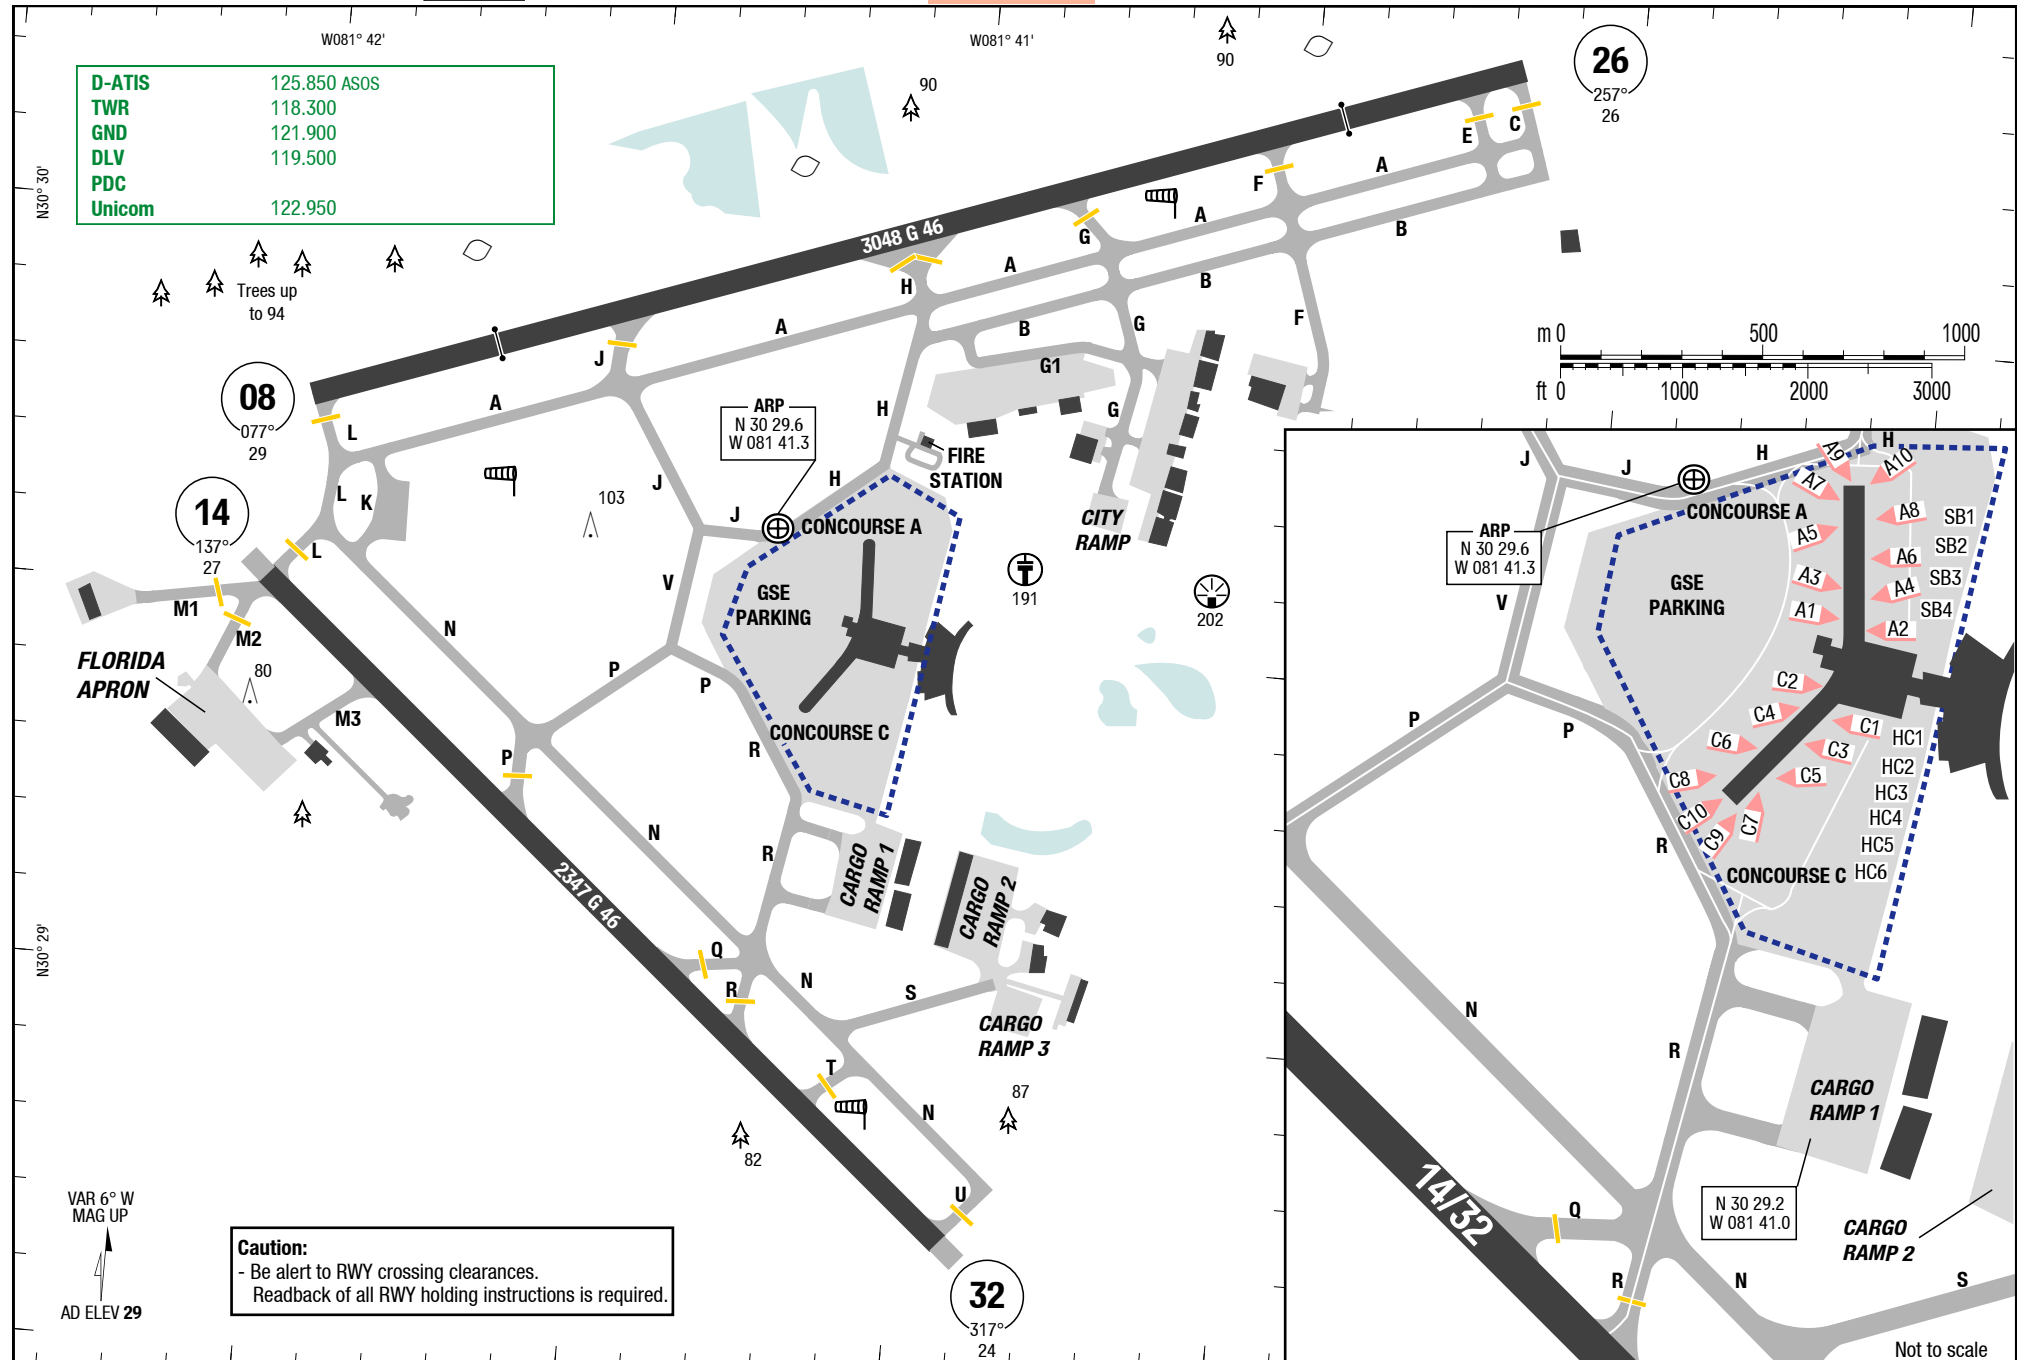 W081° 42'
W081° 41'
N30° 30'
N30° 29'
D-ATIS 125.850 ASOS
TWR 118.300
GND 121.900
DLV 119.500
PDC
Unicom 122.950
90
90
26
257°
26
E
C
A
F
A
B
3048 G 46
G
A
B
H
Trees up
to 94
A
B
G
F
J
G1
m 0 500 1000
ft 0 1000 2000 3000
08
077°
29
A
H
G
L
ARP
N 30 29.6
W 081 41.3
FIRE
STATION
H
L
K
J
103
14
137°
27
J
CONCOURSE A
CITY
RAMP
L
V
GSE
PARKING
191
202
M1
M2
N
FLORIDA
APRON
80
P
P
M3
CONCOURSE C
R
P
N
R
CARGO
RAMP 1
2347 G 46
CARGO
RAMP 2
Q
N
R
S
CARGO
RAMP 3
T
87
N
82
U
VAR 6° W
MAG UP
AD ELEV 29
Caution:
- Be alert to RWY crossing clearances.
Readback of all RWY holding instructions is required.
32
317°
24
J
J
H
H
A9
A10
A7
CONCOURSE A
A8
SB1
A5
ARP
N 30 29.6
W 081 41.3
SB2
A6
GSE
PARKING
A3
SB3
A4
V
A1
SB4
A2
C2
P
C4
P
C1
C6
HC1
C3
C8
C5
HC2
HC3
C10
C9
C7
HC4
R
HC5
CONCOURSE C
HC6
N
R
CARGO
RAMP 1
14/32
N 30 29.2
W 081 41.0
Q
CARGO
RAMP 2
R
N
S
Not to scale